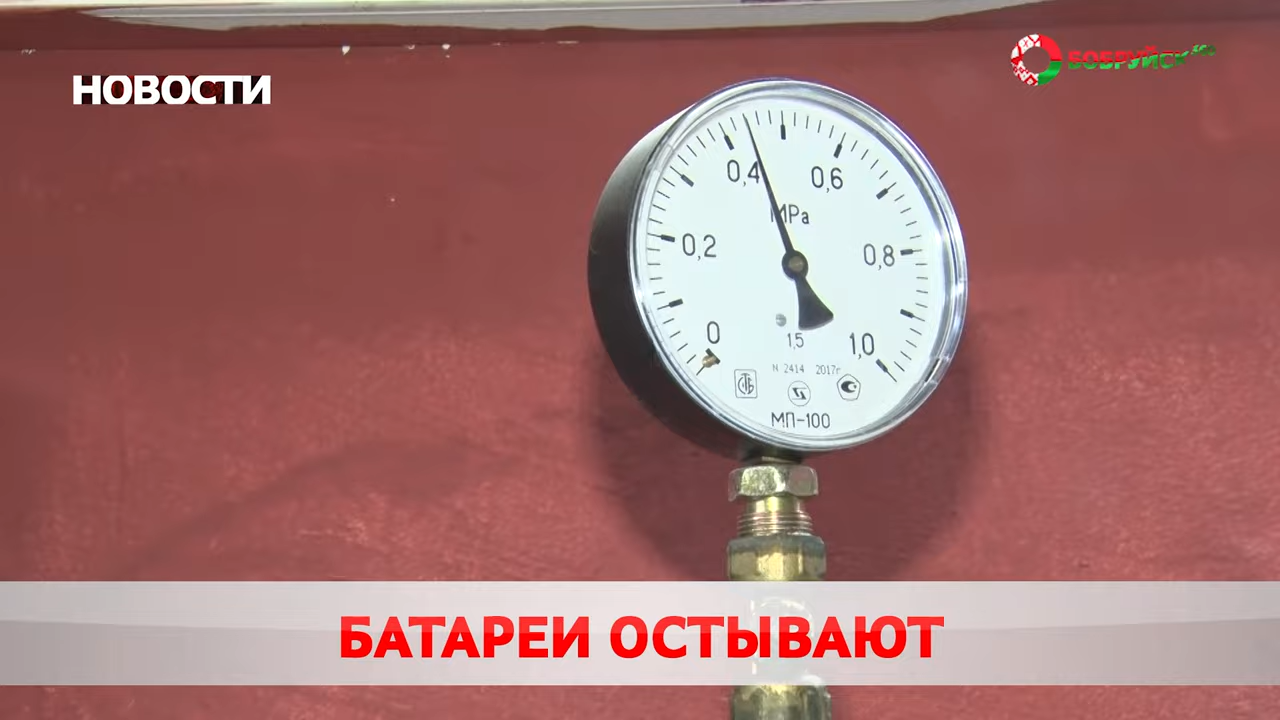 НОВОСТИ
БОБРУЙСК
0,4
0,6
MPa
0,2
0,8
0
1,0
1,5
N 2414 2017г
МП-100
БАТАРЕИ ОСТЫВАЮТ